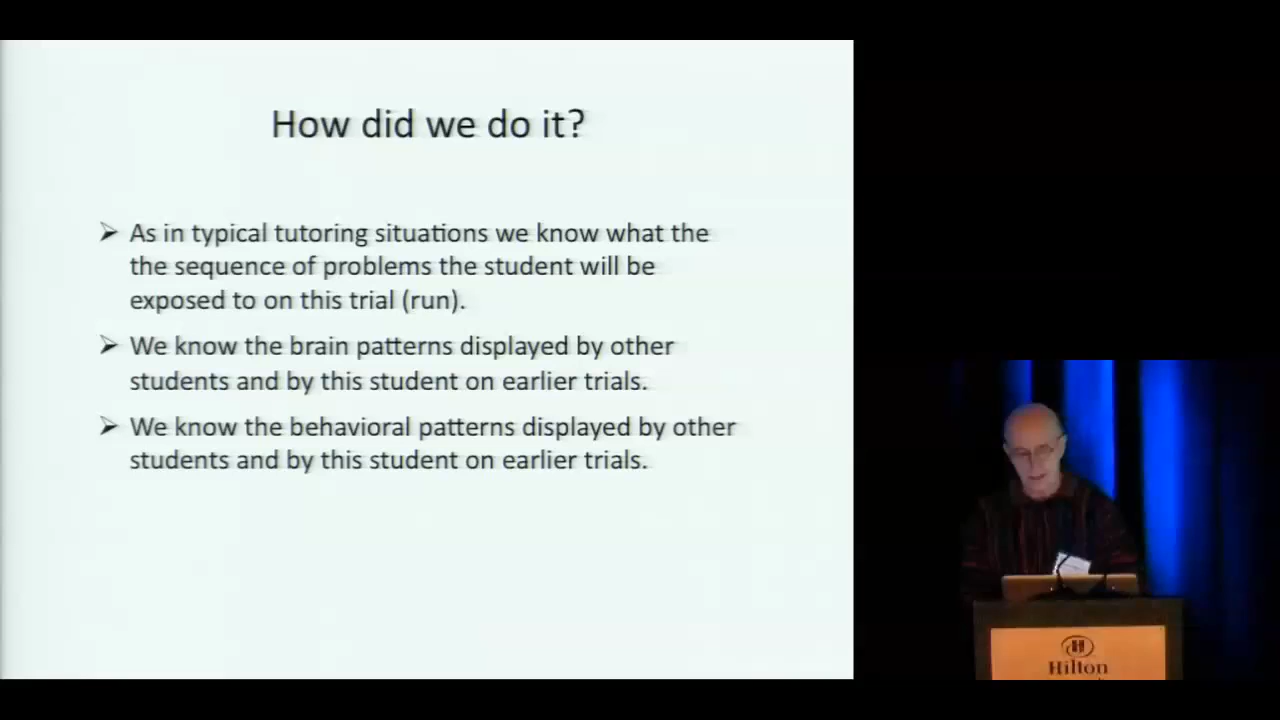 How did we do it?
➢ As in typical tutoring situations we know what the
the sequence of problems the student will be
exposed to on this trial (run).
➢ We know the brain patterns displayed by other
students and by this student on earlier trials.
➢ We know the behavioral patterns displayed by other
students and by this student on earlier trials.
H
Hilton